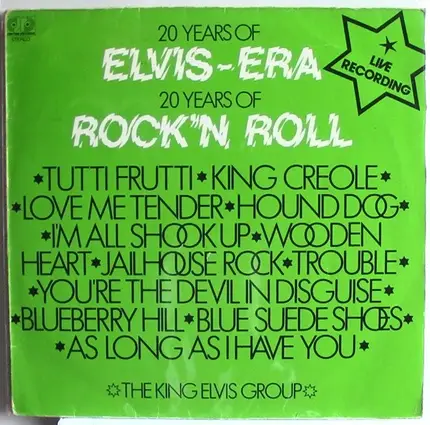 20 YEARS OF
ELVIS-ERA
20 YEARS OF
ROCK"N ROLL
LIVE
RECORDING
✶TUTTI FRUTTI✶KING CREOLE✶
✶LOVE ME TENDER✶HOUND DOG✶
✶I'M ALL SHOOK UP✶WOODEN
HEART✶JAILHOUSE ROCK✶TROUBLE✶
✶YOU'RE THE DEVIL IN DISGUISE✶
✶BLUEBERRY HILL✶BLUE SUEDE SHOES✶
✶AS LONG AS I HAVE YOU✶
✡THE KING ELVIS GROUP✡